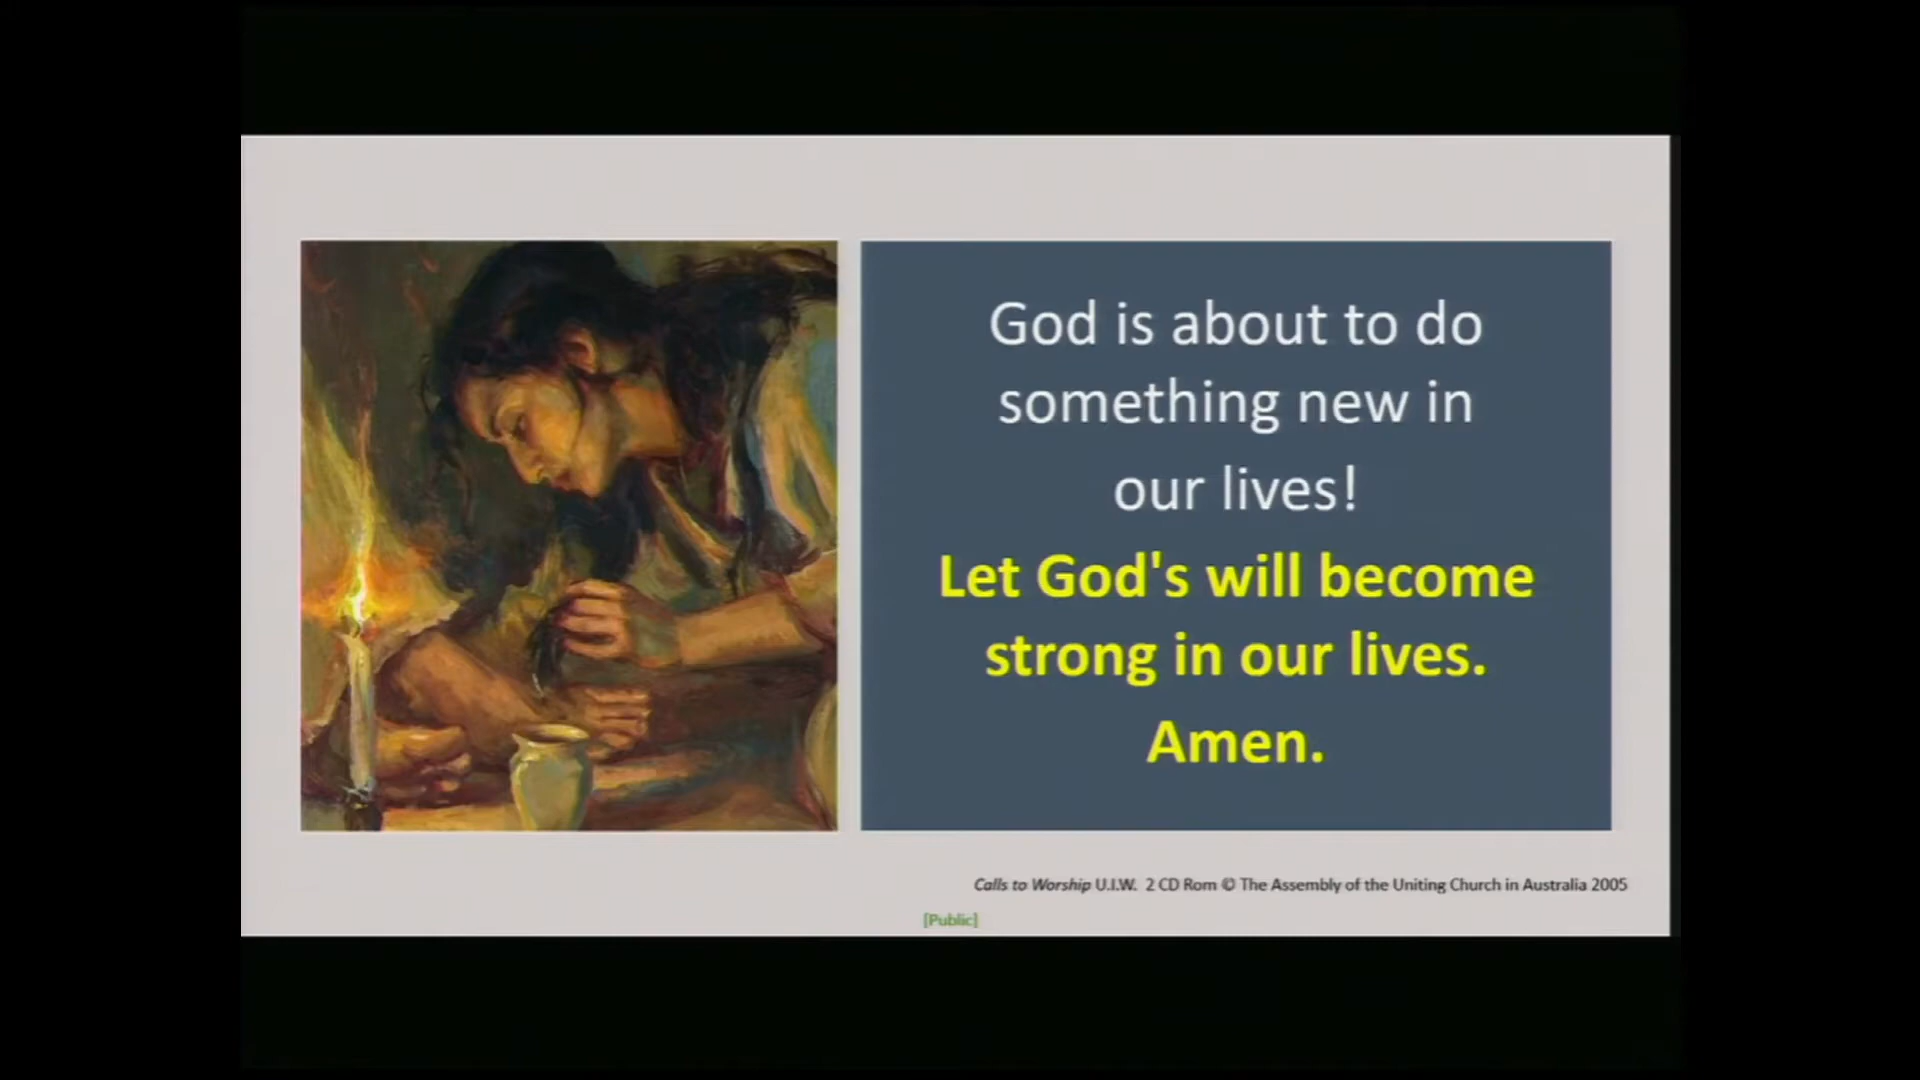 God is about to do
something new in
our lives!
Let God's will become
strong in our lives.
Amen.
Calls to Worship U.I.W. 2 CD Rom © The Assembly of the Uniting Church in Australia 2005
[Public]